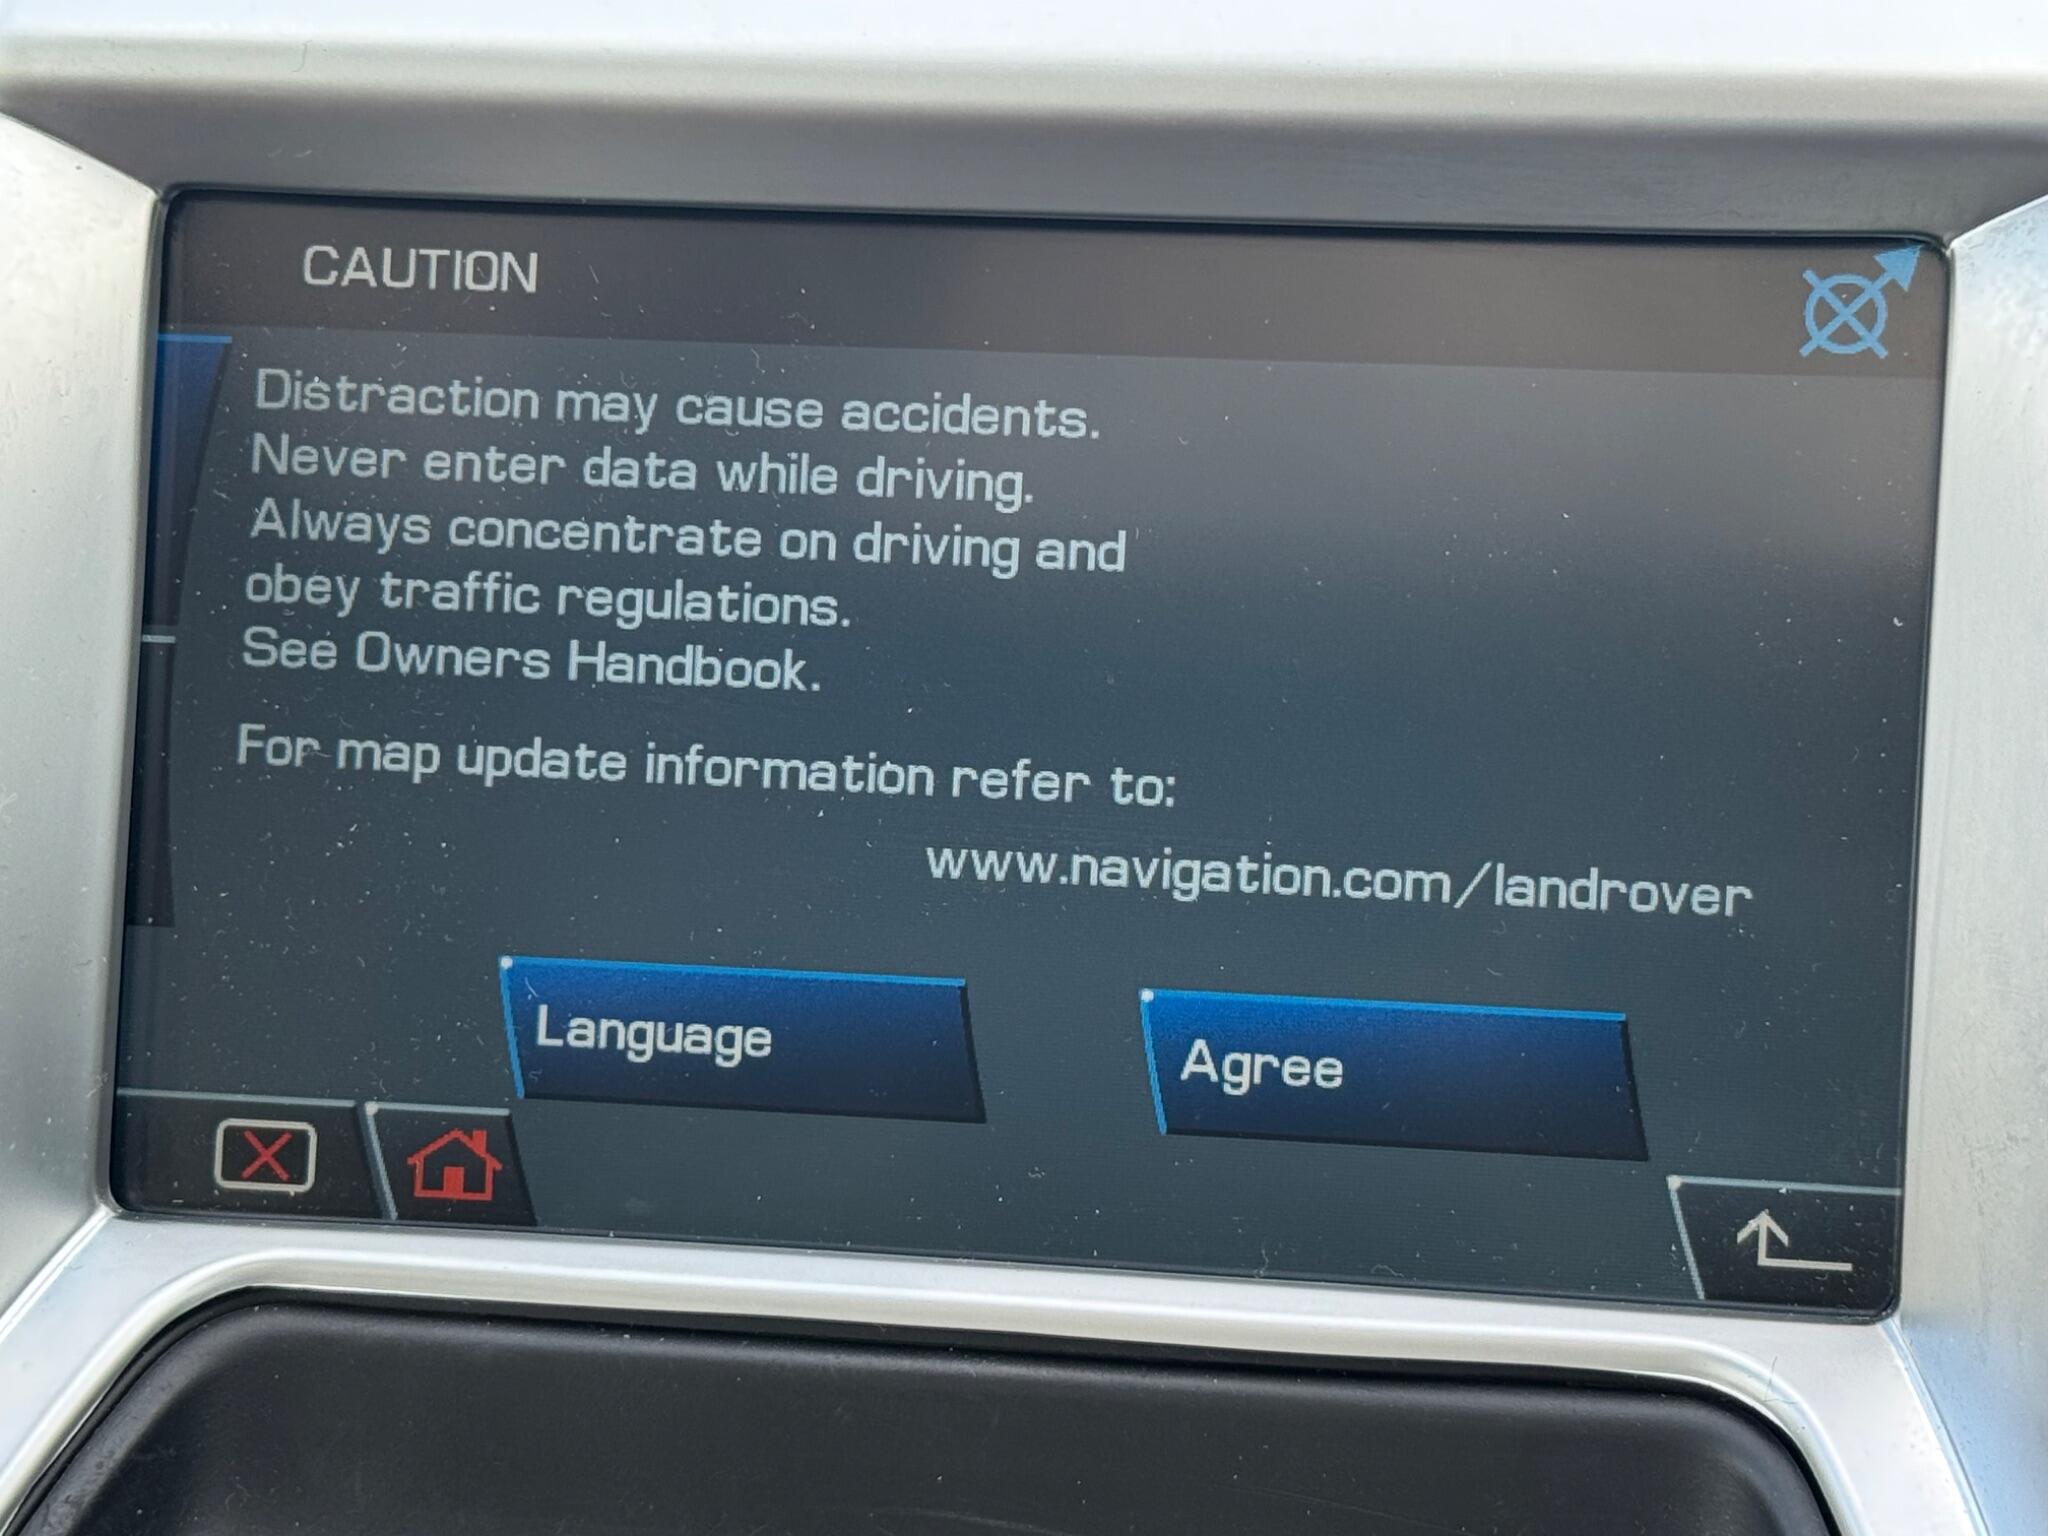 CAUTION
Distraction may cause accidents.
Never enter data while driving.
Always concentrate on driving and
obey traffic regulations.
See Owners Handbook.
For map update information refer to:
www.navigation.com/landrover
Language
Agree